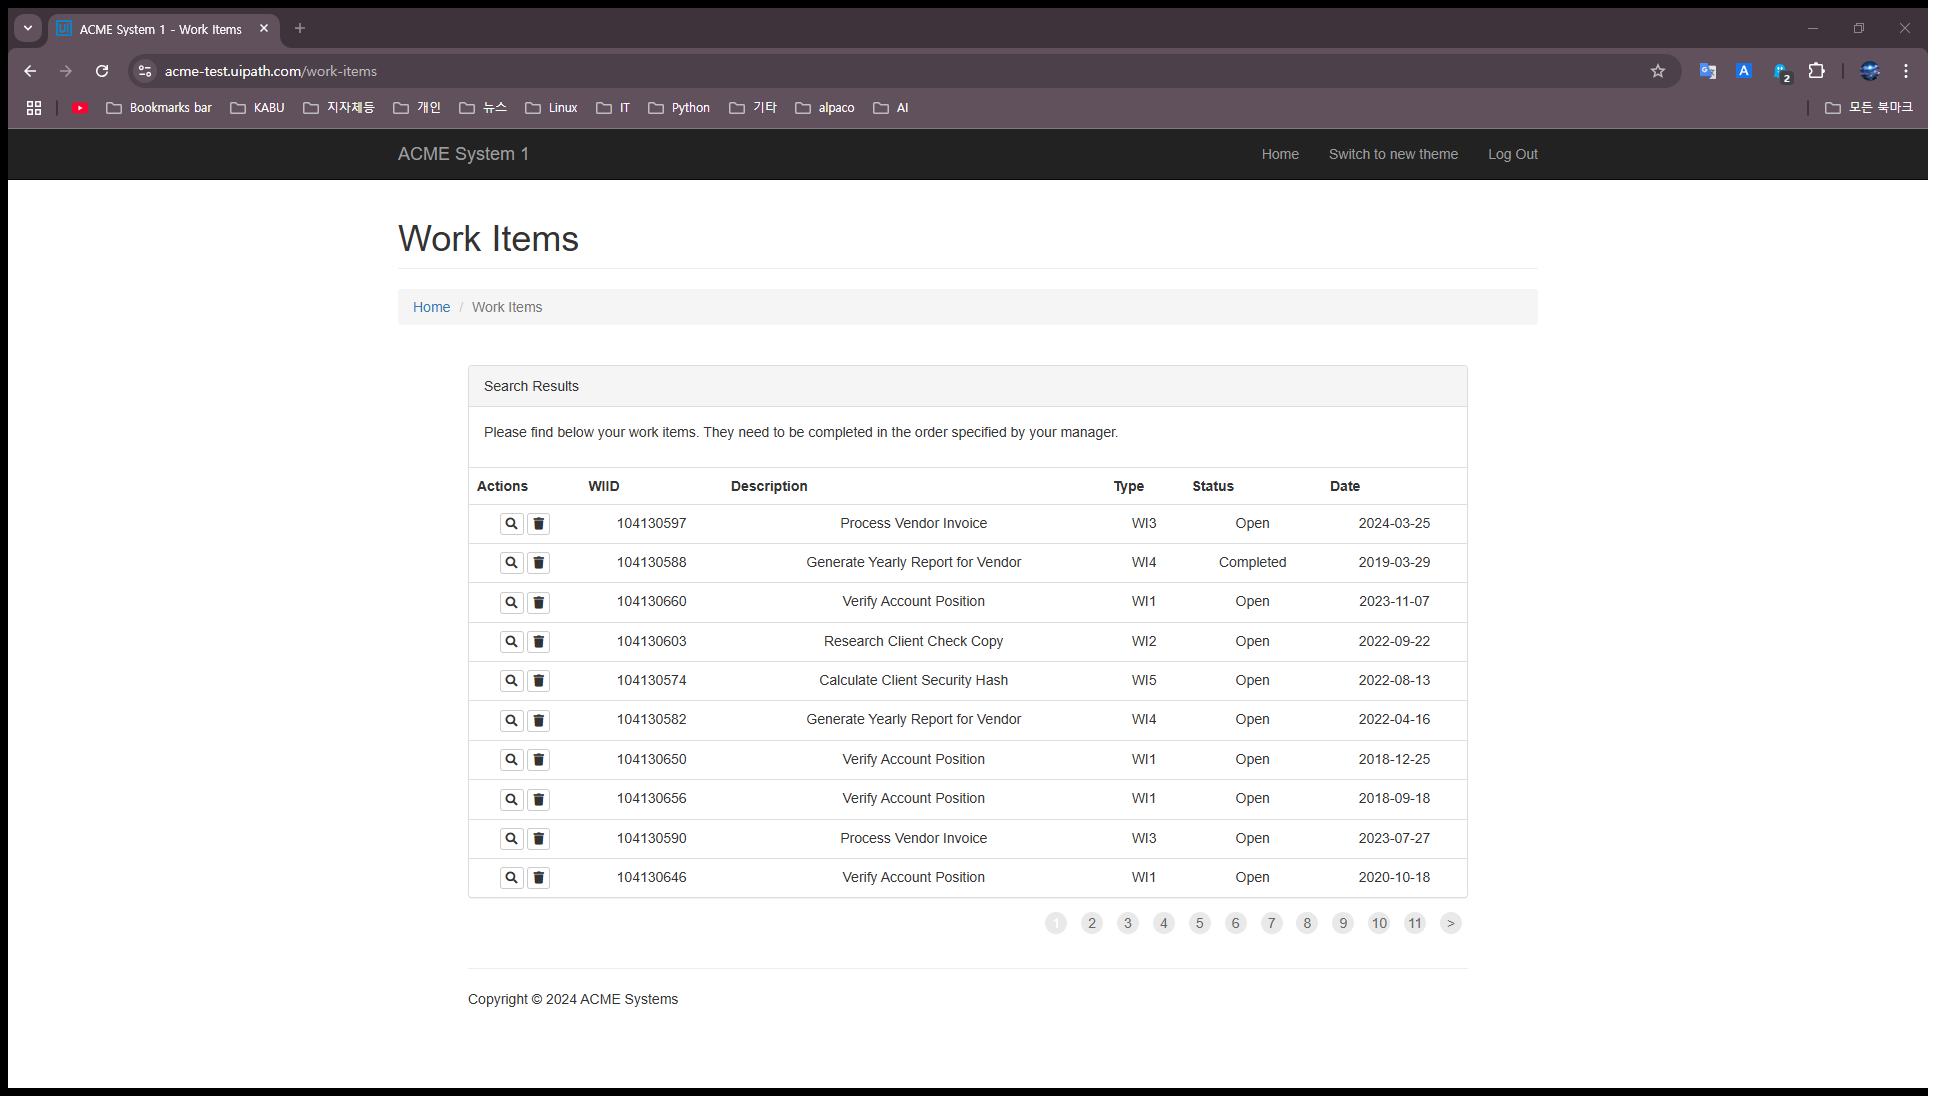 ACME System 1 - Work Items
acme-test.uipath.com/work-items
2
Bookmarks bar KABU 지자체등 개인 뉴스 Linux IT Python 기타 alpaco AI 모든 북마크
ACME System 1 Home Switch to new theme Log Out
Work Items
Home / Work Items
Search Results
Please find below your work items. They need to be completed in the order specified by your manager.
Actions WIID Description Type Status Date
104130597 Process Vendor Invoice WI3 Open 2024-03-25
104130588 Generate Yearly Report for Vendor WI4 Completed 2019-03-29
104130660 Verify Account Position WI1 Open 2023-11-07
104130603 Research Client Check Copy WI2 Open 2022-09-22
104130574 Calculate Client Security Hash WI5 Open 2022-08-13
104130582 Generate Yearly Report for Vendor WI4 Open 2022-04-16
104130650 Verify Account Position WI1 Open 2018-12-25
104130656 Verify Account Position WI1 Open 2018-09-18
104130590 Process Vendor Invoice WI3 Open 2023-07-27
104130646 Verify Account Position WI1 Open 2020-10-18
1 2 3 4 5 6 7 8 9 10 11 >
Copyright © 2024 ACME Systems